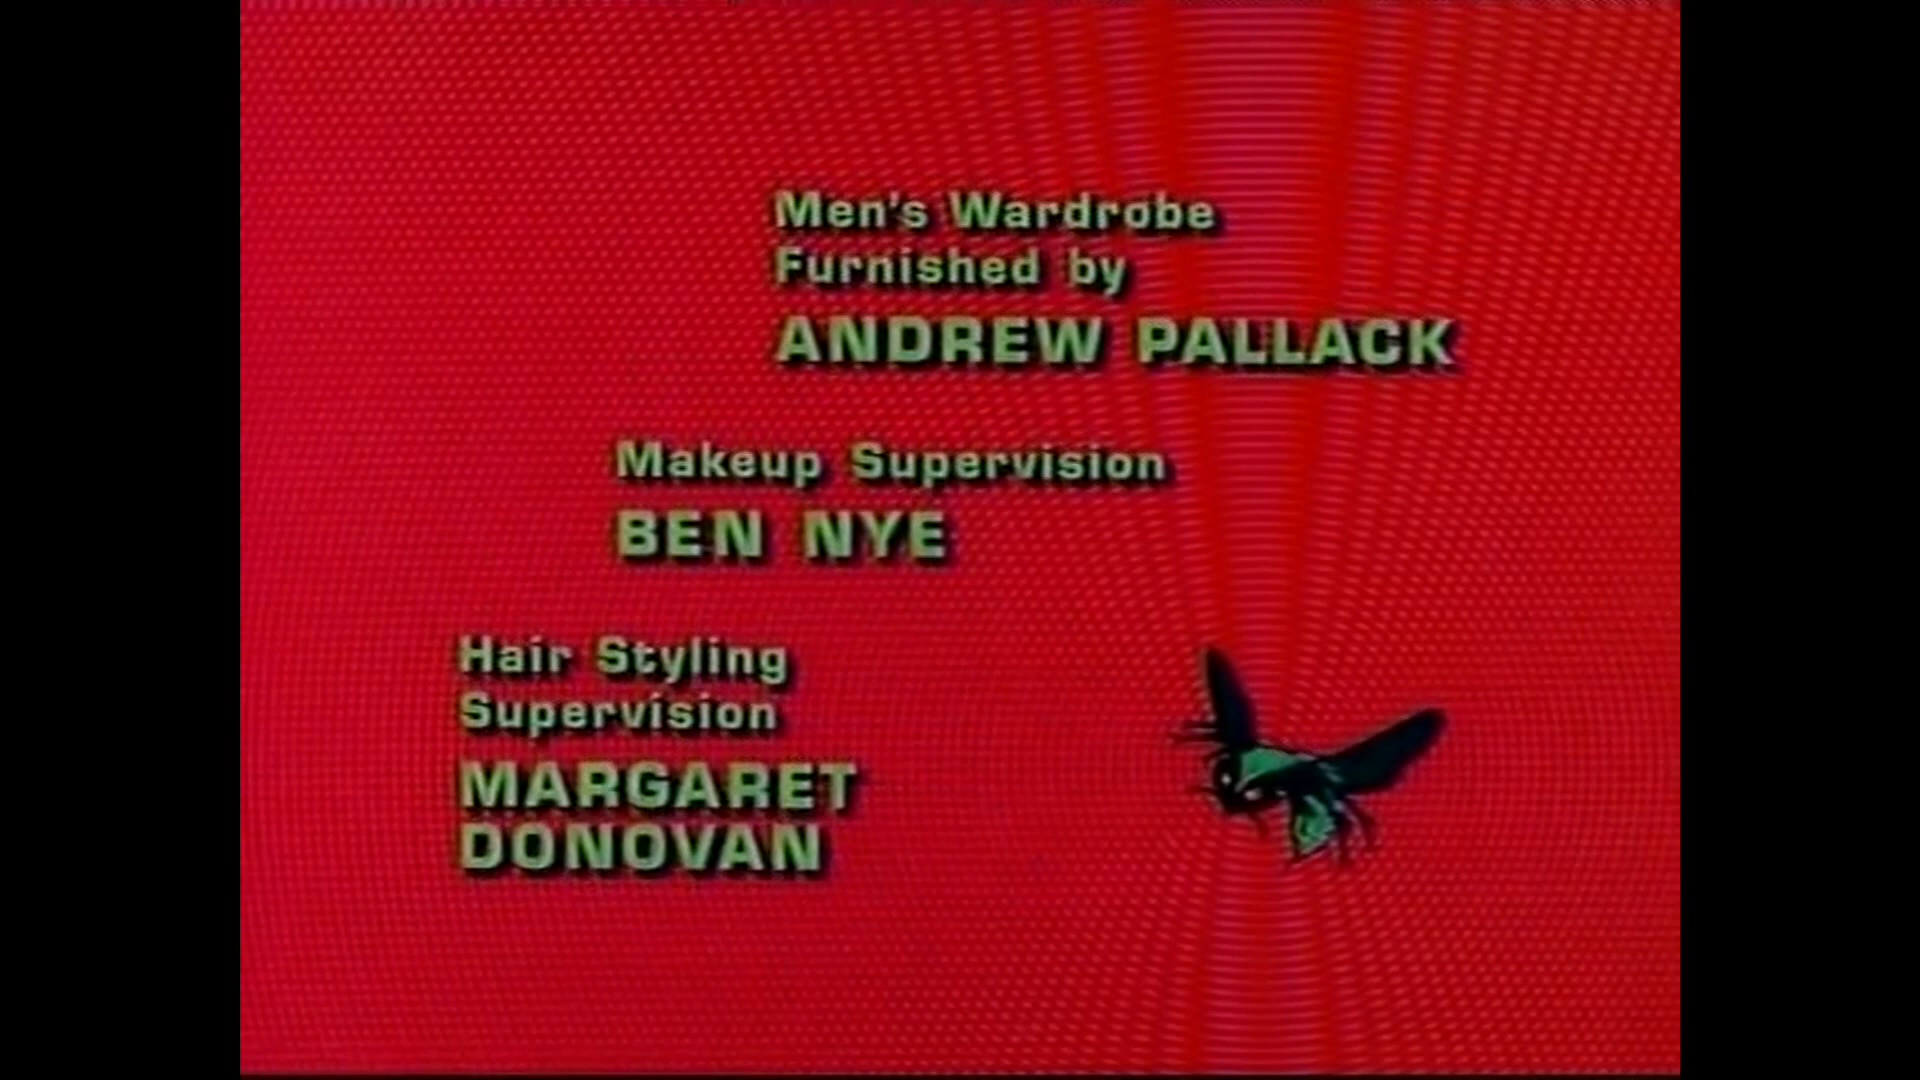 Men's Wardrobe
Furnished by
ANDREW PALLACK
Makeup Supervision
BEN NYE
Hair Styling
Supervision
MARGARET
DONOVAN